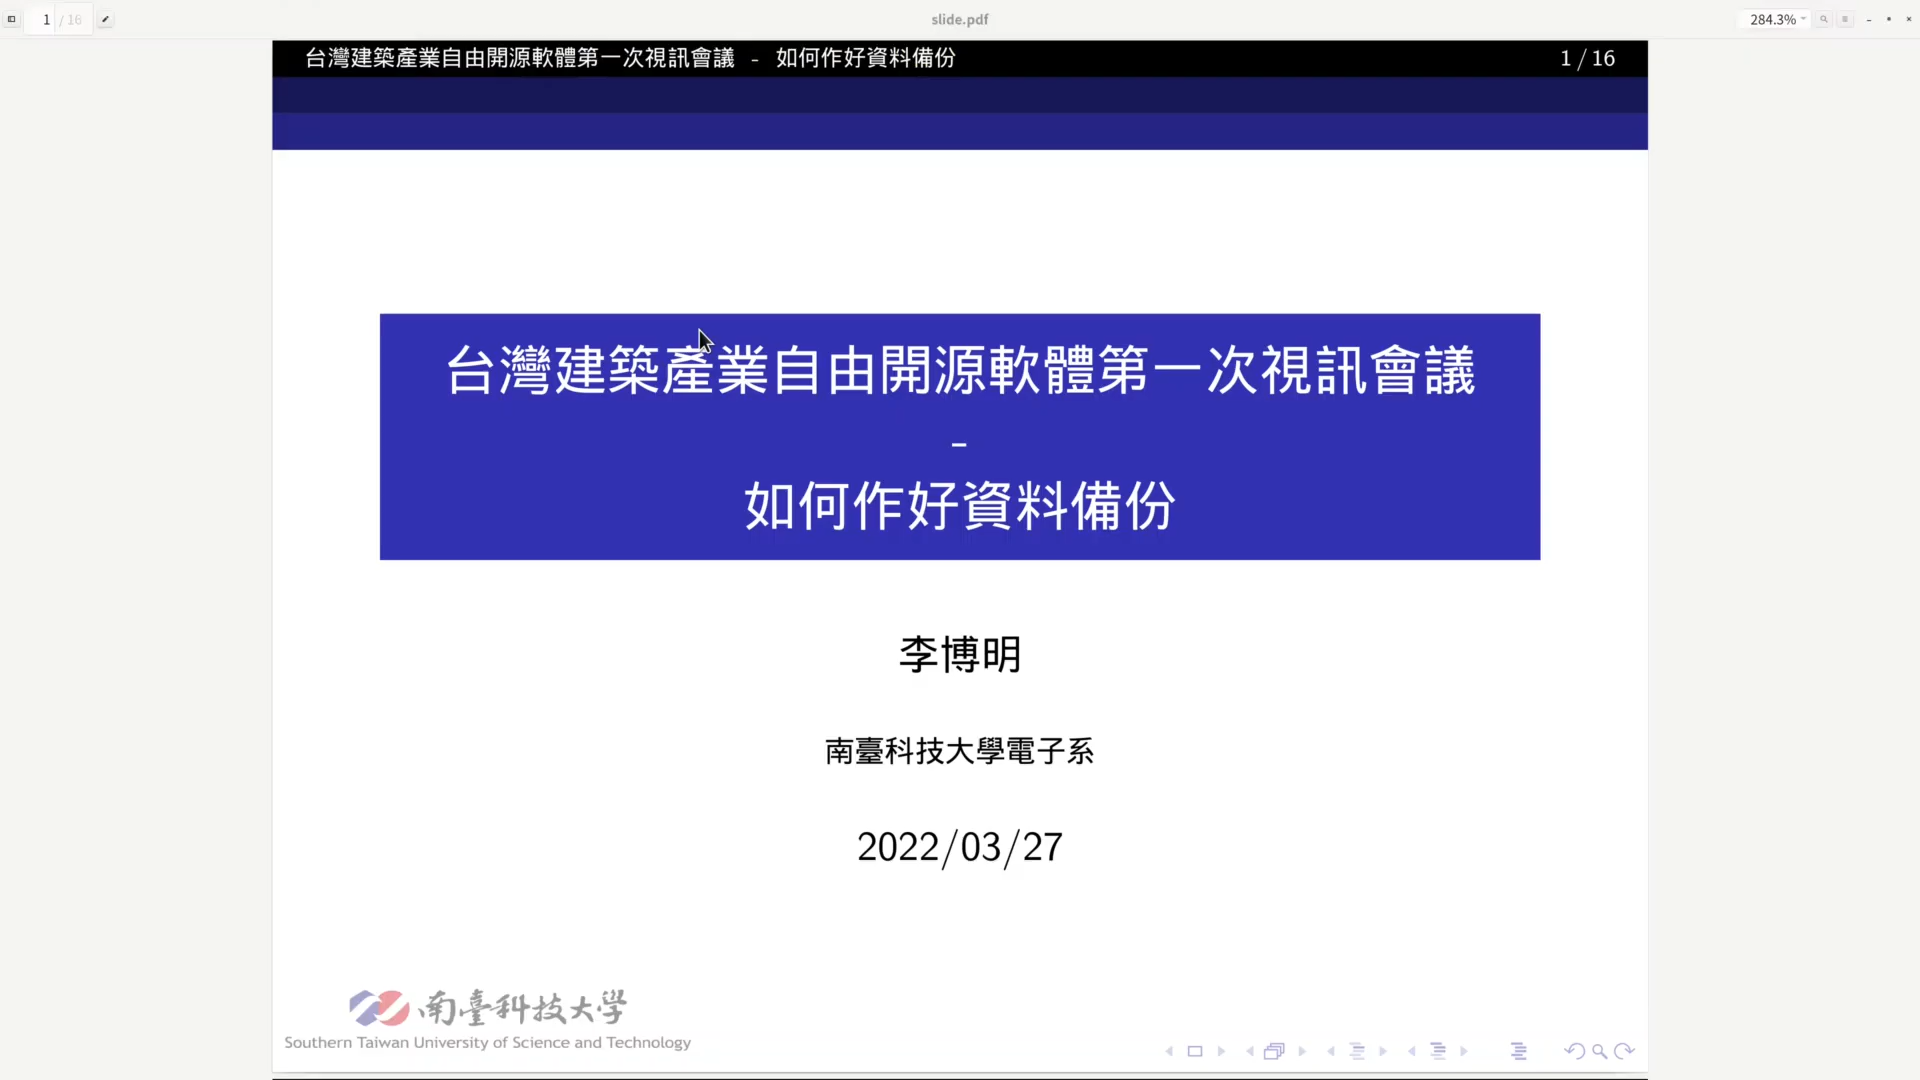 1 / 16
slide.pdf
284.3%
台灣建築產業自由開源軟體第一次視訊會議 - 如何作好資料備份
1 / 16
台灣建築產業自由開源軟體第一次視訊會議
-
如何作好資料備份
李博明
南臺科技大學電子系
2022/03/27
南臺科技大學
Southern Taiwan University of Science and Technology